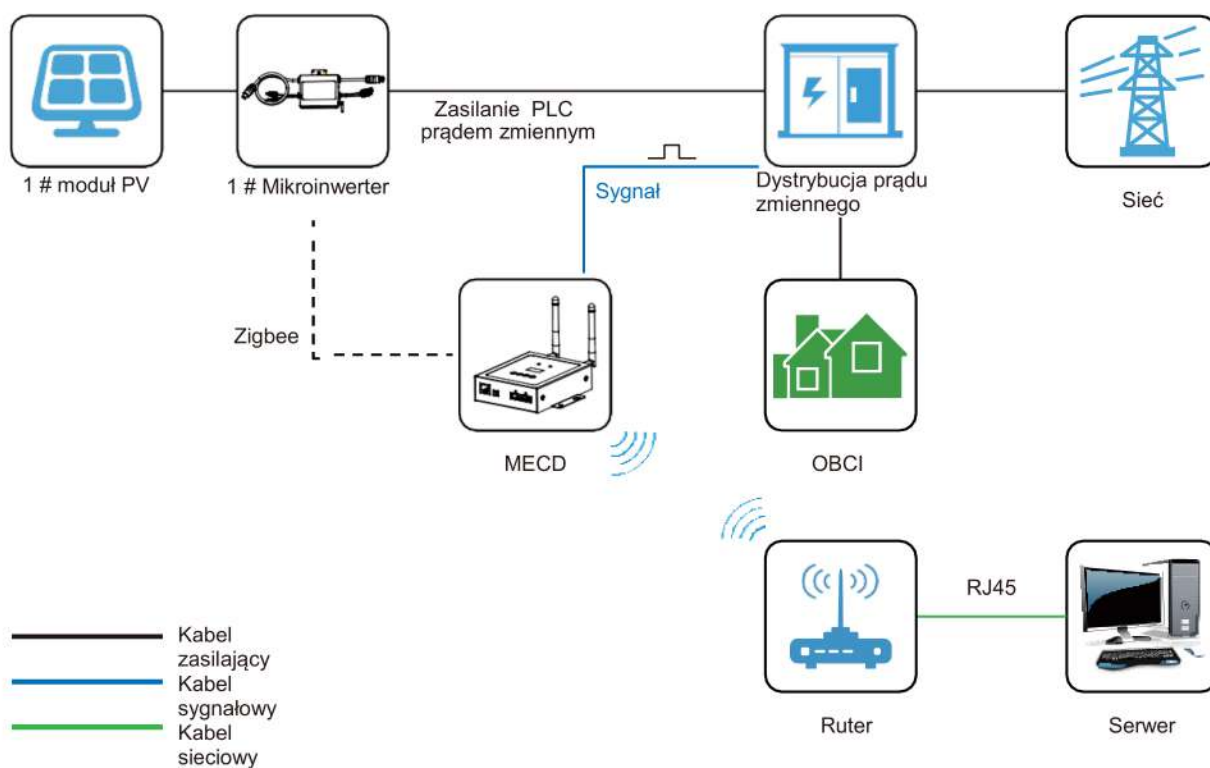 Zasilanie PLC
prądem zmiennym
1 # moduł PV
1 # Mikroinwerter
Sygnał
Dystrybucja prądu
zmiennego
Sieć
Zigbee
MECD
OBCI
RJ45
Kabel
zasilający
Kabel
sygnałowy
Kabel
sieciowy
Ruter
Serwer